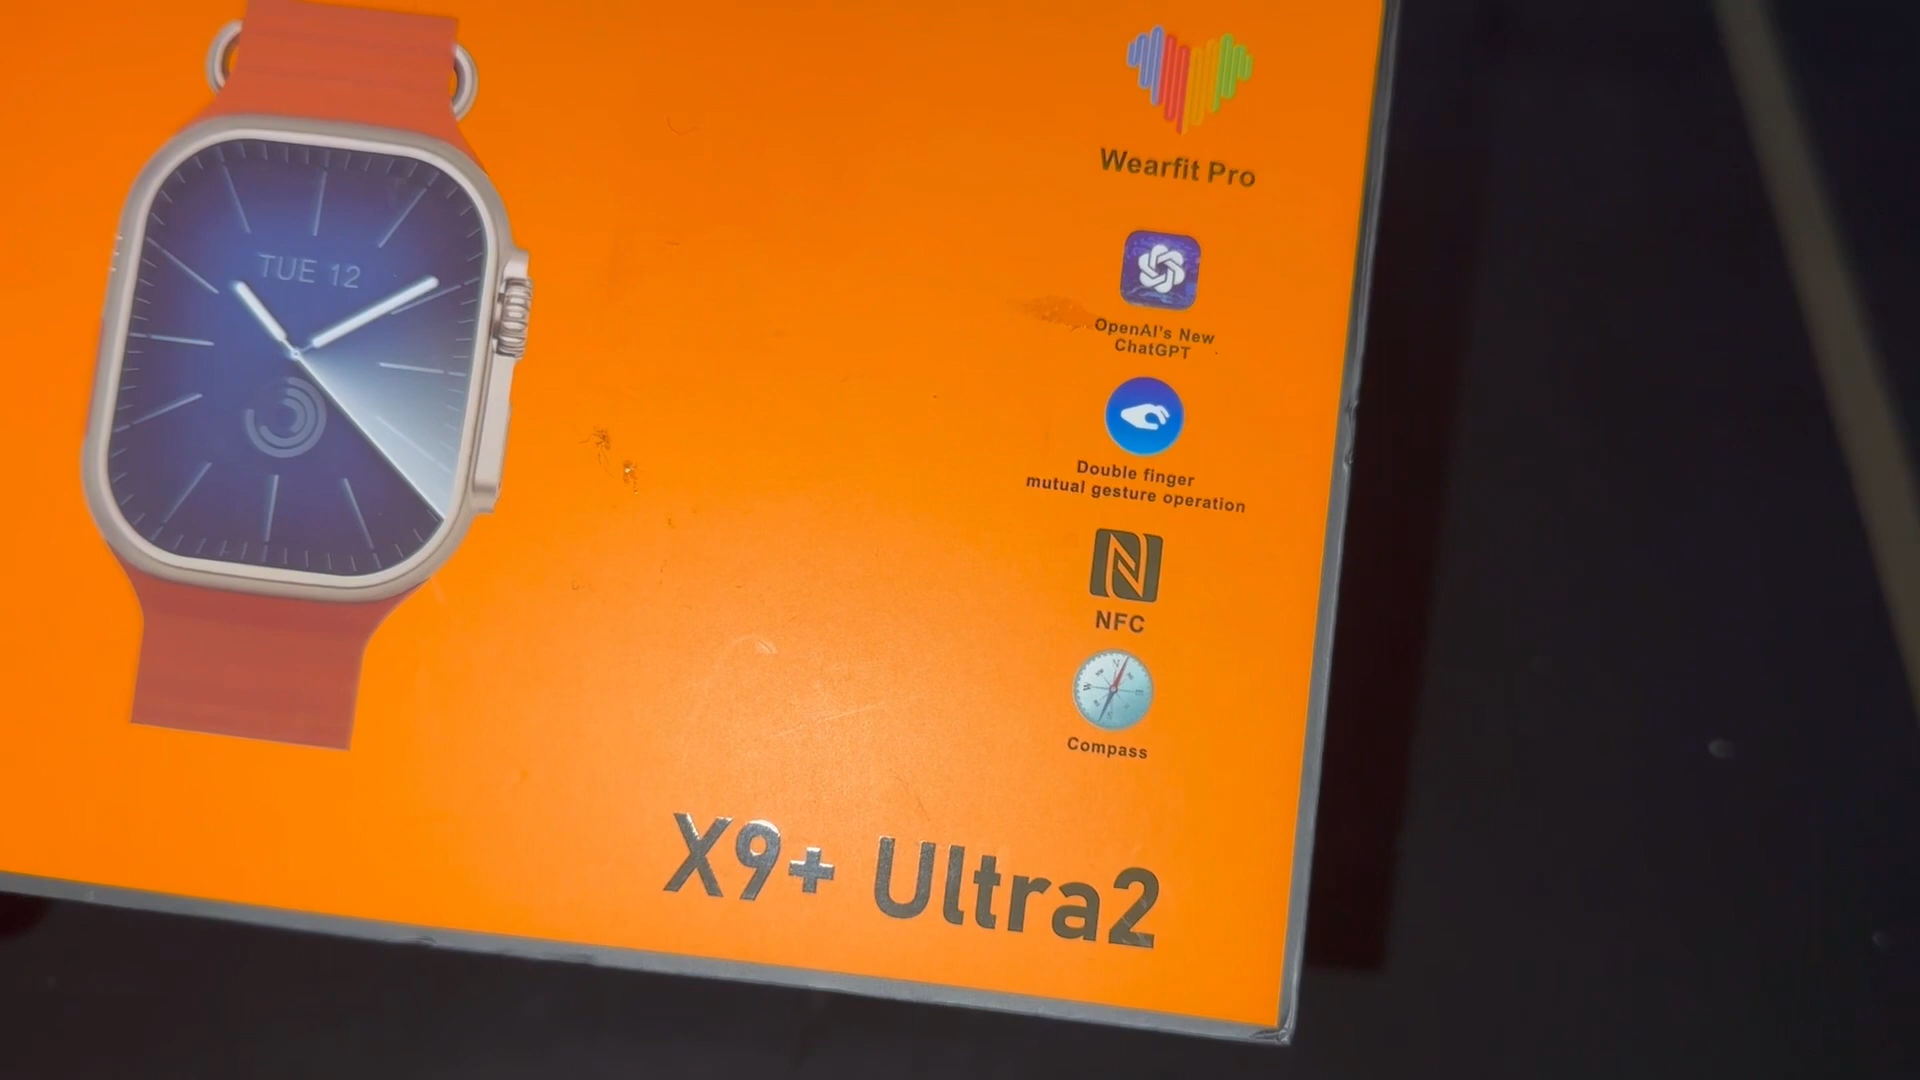 TUE 12
Wearfit Pro
OpenAI's New
ChatGPT
Double finger
mutual gesture operation
NFC
Compass
X9+ Ultra2